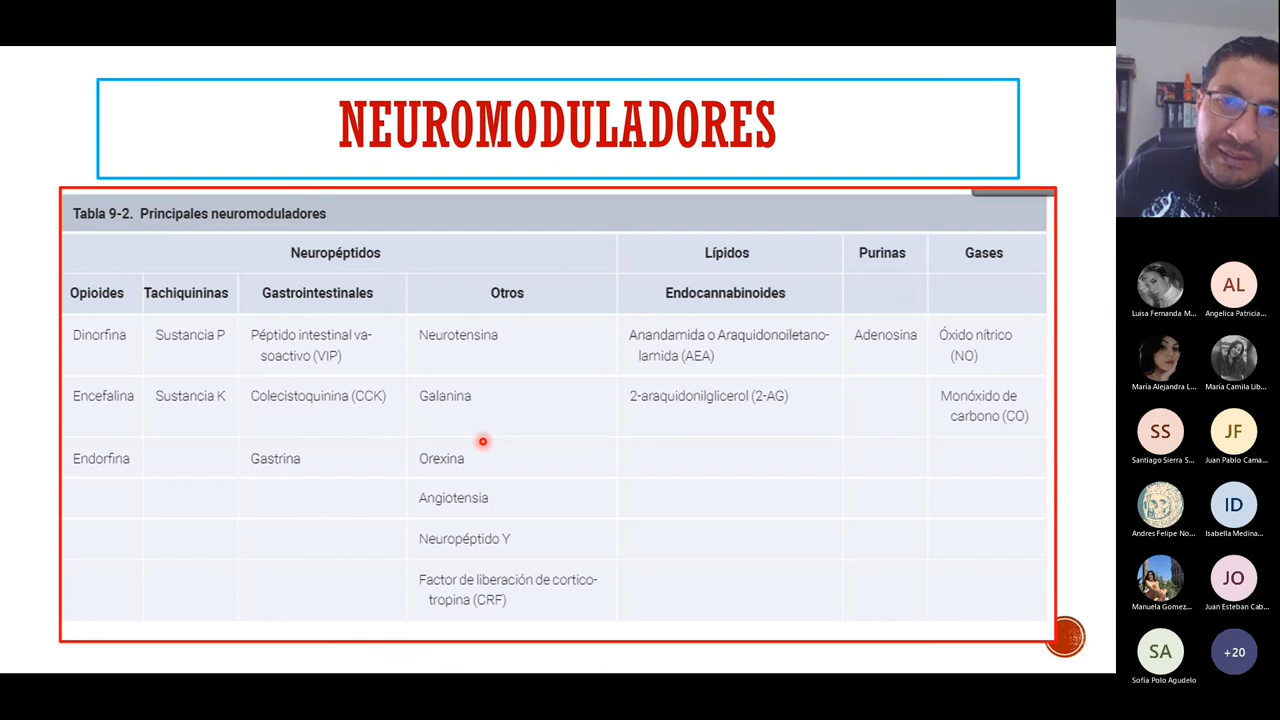 NEUROMODULADORES
Tabla 9-2. Principales neuromoduladores
Neuropéptidos Lípidos Purinas Gases
Opioides Tachiquininas Gastrointestinales Otros Endocannabinoides
Dinorfina Sustancia P Péptido intestinal va- Neurotensina Anandamida o Araquidonoiletano- Adenosina Óxido nítrico
soactivo (VIP) lamida (AEA) (NO)
Encefalina Sustancia K Colecistoquinina (CCK) Galanina 2-araquidonilglicerol (2-AG) Monóxido de
carbono (CO)
Endorfina Gastrina Orexina
Angiotensia
Neuropéptido Y
Factor de liberación de cortico-
tropina (CRF)
AL
Luisa Fernanda M... Angelica Patricia...
María Alejandra L... María Camila Lib...
SS JF
Santiago Sierra S... Juan Pablo Cama...
ID
Andres Felipe No... Isabella Medina...
JO
Manuela Gomez... Juan Esteban Cab...
SA +20
Sofía Polo Agudelo